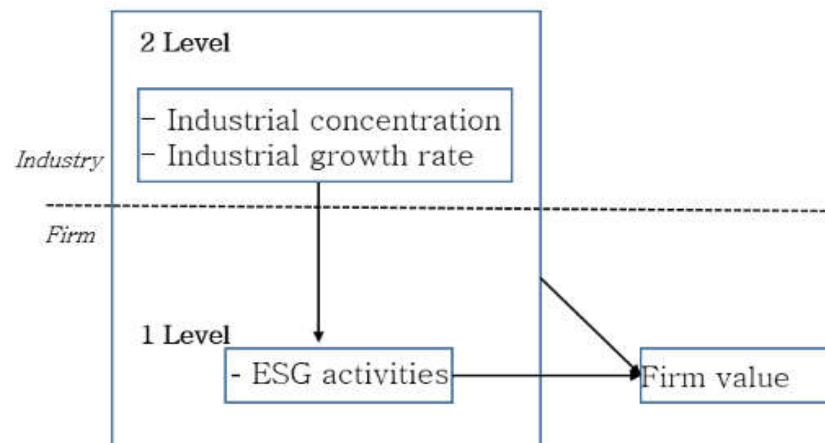 2 Level
- Industrial concentration
- Industrial growth rate
Industry
Firm
1 Level
- ESG activities
Firm value